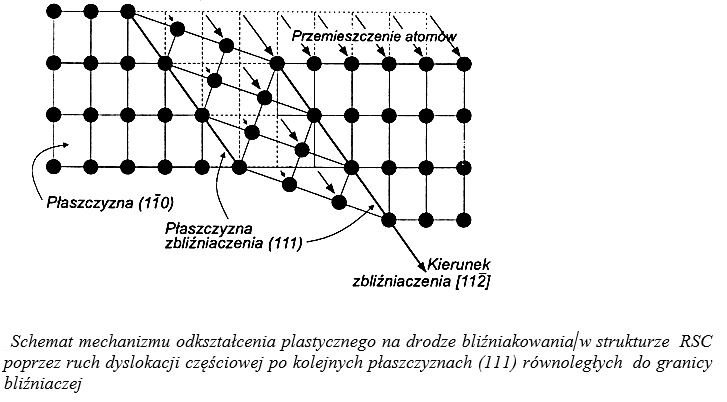 Przemieszczenie atomów
Płaszczyzna (11̅0)
Płaszczyzna
zbliźniaczenia (111)
Kierunek
zbliźniaczenia [112̅]
Schemat mechanizmu odkształcenia plastycznego na drodze bliźniakowania/w strukturze RSC
poprzez ruch dyslokacji częściowej po kolejnych płaszczyznach (111) równoległych do granicy
bliźniaczej